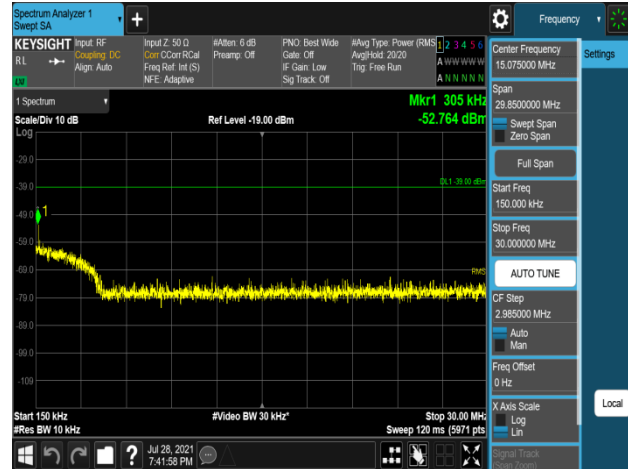 Spectrum Analyzer 1
Swept SA
Frequency
KEYSIGHT
RL
LW
Input: RF
Coupling: DC
Align: Auto
Input Z: 50 Ω
Corr CCorr RCal
Freq Ref: Int (S)
NFE: Adaptive
#Atten: 6 dB
Preamp: Off
PNO: Best Wide
Gate: Off
IF Gain: Low
Sig Track: Off
#Avg Type: Power (RMS
Avg|Hold: 20/20
Trig: Free Run
1 2 3 4 5 6
A W W W W W
A N N N N N
1 Spectrum
Scale/Div 10 dB
Log
Ref Level -19.00 dBm
Mkr1 305 kHz
-52.764 dBm
-29.0
-39.0
DL1 -39.00 dBm
-49.0
1
-59.0
-69.0
RMS
-79.0
-89.0
-99.0
-109
Start 150 kHz
#Res BW 10 kHz
#Video BW 30 kHz*
Stop 30.00 MHz
Sweep 120 ms (5971 pts
?
Jul 28, 2021
7:41:58 PM
Center Frequency
15.075000 MHz
Span
29.8500000 MHz
Swept Span
Zero Span
Full Span
Start Freq
150.000 kHz
Stop Freq
30.000000 MHz
AUTO TUNE
CF Step
2.985000 MHz
Auto
Man
Freq Offset
0 Hz
X Axis Scale
Log
Lin
Signal Track
(Span Zoom)
Settings
Local